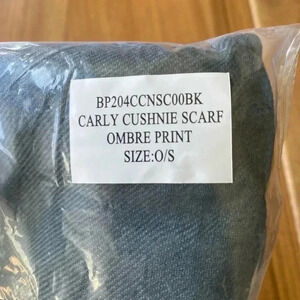 BP204CCNSC00BK
CARLY CUSHNIE SCARF
OMBRE PRINT
SIZE:O/S